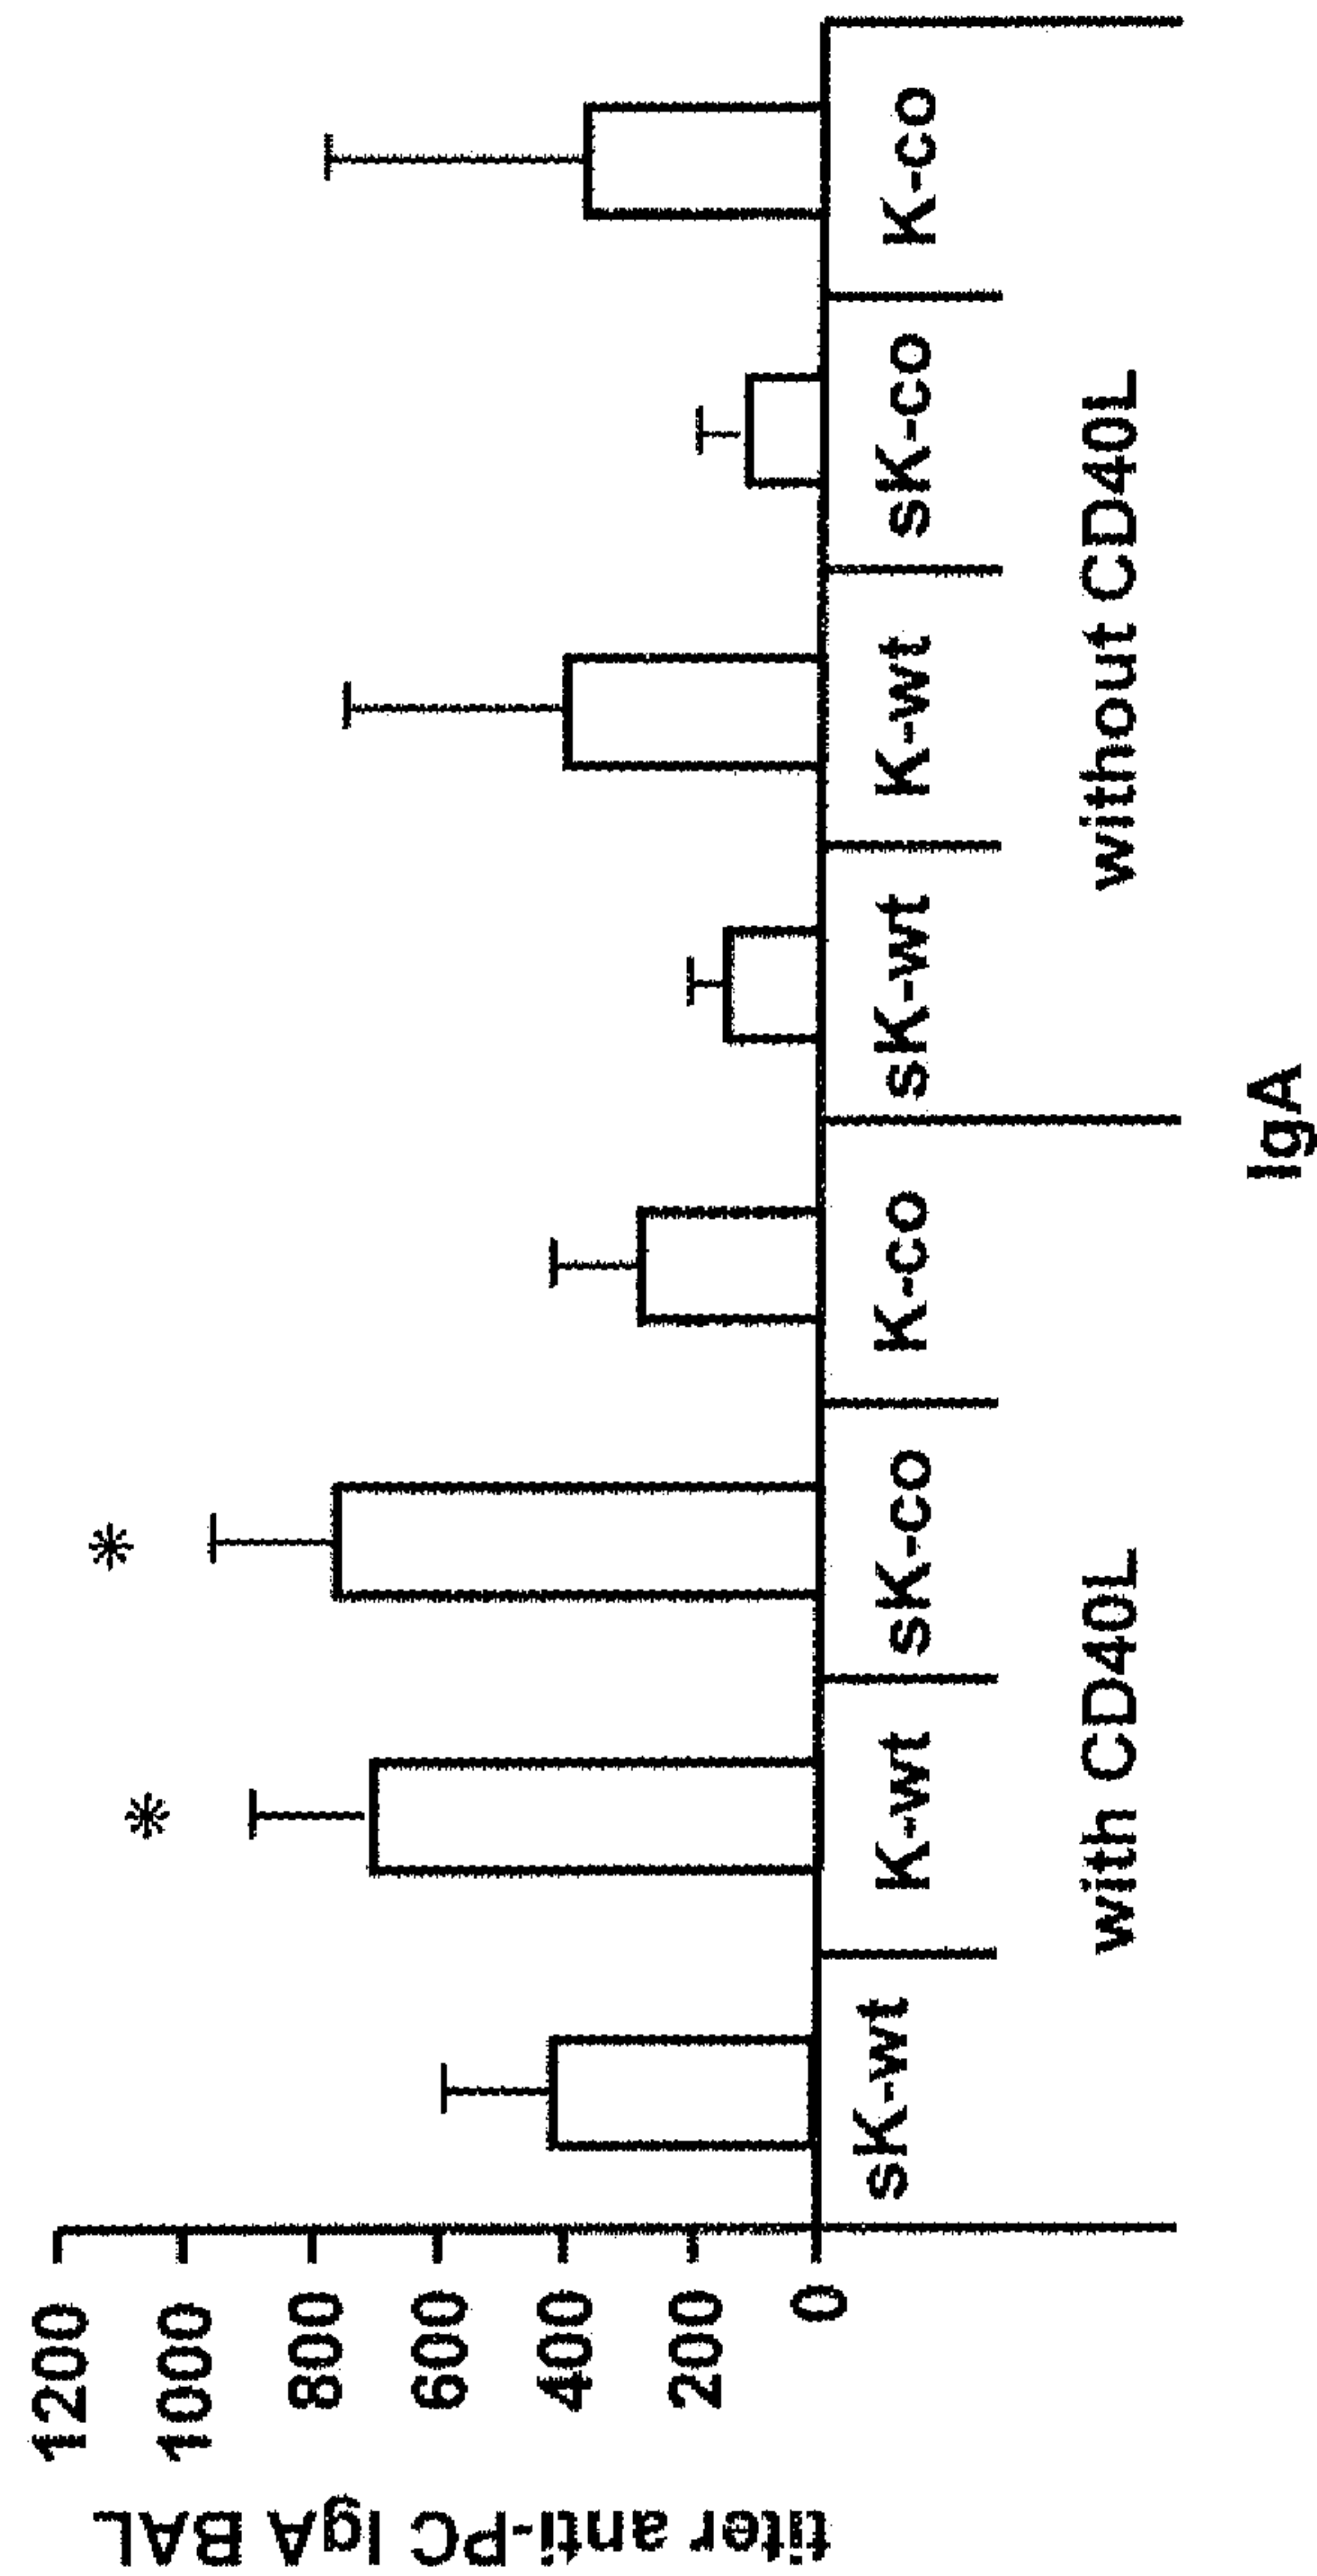 titer anti-PC IgA BAL
1200
1000
800
600
400
200
0
*
*
sK-wt
K-wt
sK-co
K-co
sK-wt
K-wt
sK-co
K-co
with CD40L
without CD40L
IgA